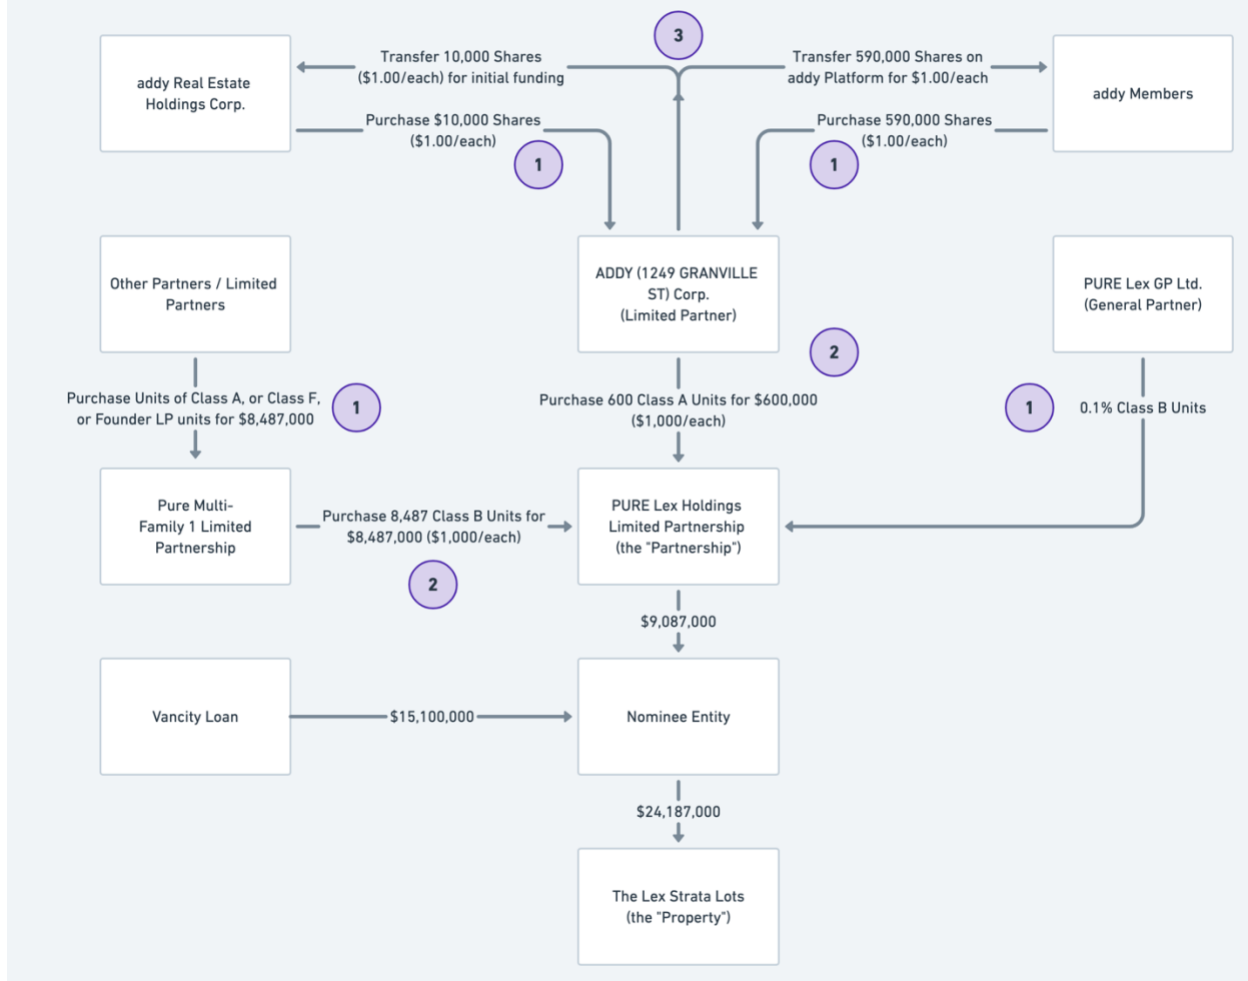 3
Transfer 10,000 Shares
($1.00/each) for initial funding
Transfer 590,000 Shares on
addy Platform for $1.00/each
addy Real Estate
Holdings Corp.
addy Members
Purchase $10,000 Shares
($1.00/each)
1
Purchase 590,000 Shares
($1.00/each)
1
Other Partners / Limited
Partners
ADDY (1249 GRANVILLE
ST) Corp.
(Limited Partner)
PURE Lex GP Ltd.
(General Partner)
2
Purchase Units of Class A, or Class F,
or Founder LP units for $8,487,000
1
Purchase 600 Class A Units for $600,000
($1,000/each)
1
0.1% Class B Units
Pure Multi-
Family 1 Limited
Partnership
Purchase 8,487 Class B Units for
$8,487,000 ($1,000/each)
2
PURE Lex Holdings
Limited Partnership
(the "Partnership")
$9,087,000
Vancity Loan
$15,100,000
Nominee Entity
$24,187,000
The Lex Strata Lots
(the "Property")